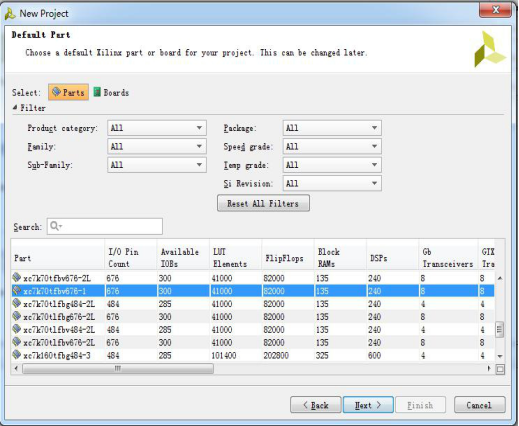 New Project
Default Part
Choose a default Xilinx part or board for your project. This can be changed later.
Select: Parts Boards
Filter
Product category: All Package: All
Family: All Speed grade: All
Sub-Family: All Temp grade: All
Si Revision: All
Reset All Filters
Search: Q-
Part I/O Pin Count Available IOBs LUT Elements FlipFlops Block RAMs DSPs Gb Transceivers GTX Tra
xc7k70tfbv676-2L 676 300 41000 82000 135 240 8 8
xc7k70tfbv676-1 676 300 41000 82000 135 240 8 8
xc7k70tlfbg484-2L 484 285 41000 82000 135 240 4 4
xc7k70tlfbg676-2L 676 300 41000 82000 135 240 8 8
xc7k70tlfbv484-2L 484 285 41000 82000 135 240 4 4
xc7k70tlfbv676-2L 676 300 41000 82000 135 240 8 8
xc7k160tfbg484-3 484 285 101400 202800 325 600 4 4
< Back Next > Finish Cancel